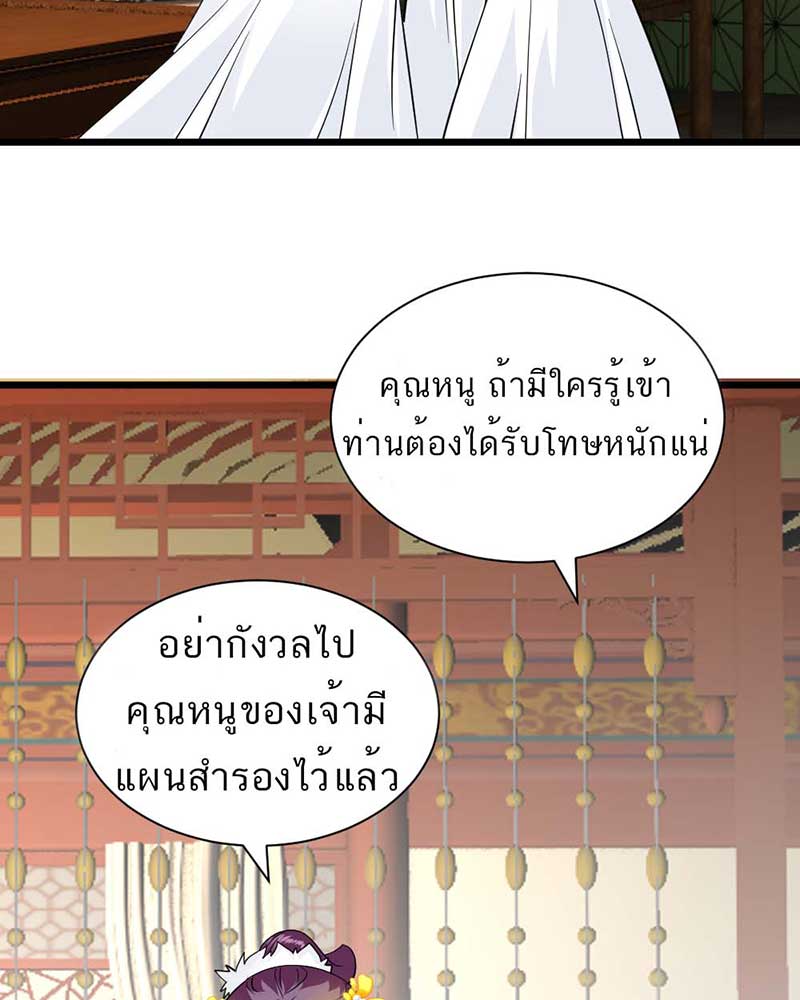 คุณหนู ถ้ามีใครรู้เข้า
ท่านต้องได้รับโทษหนักแน่
อย่ากังวลไป
คุณหนูของเจ้ามี
แผนสำรองไว้แล้ว